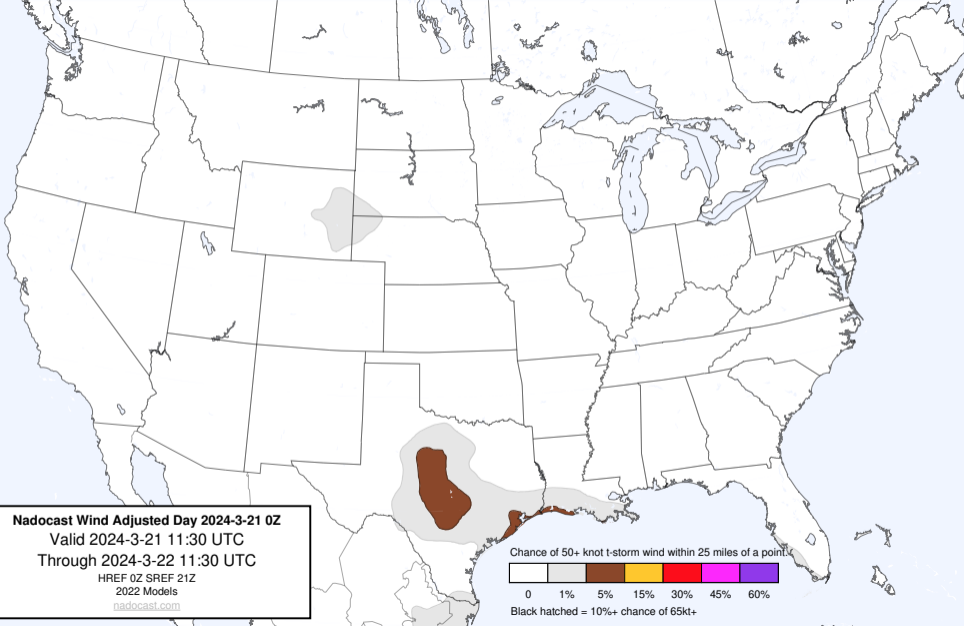 Nadocast Wind Adjusted Day 2024-3-21 0Z
Valid 2024-3-21 11:30 UTC
Through 2024-3-22 11:30 UTC
HREF 0Z SREF 21Z
2022 Models
nadocast.com
Chance of 50+ knot t-storm wind within 25 miles of a point.
0 1% 5% 15% 30% 45% 60%
Black hatched = 10%+ chance of 65kt+